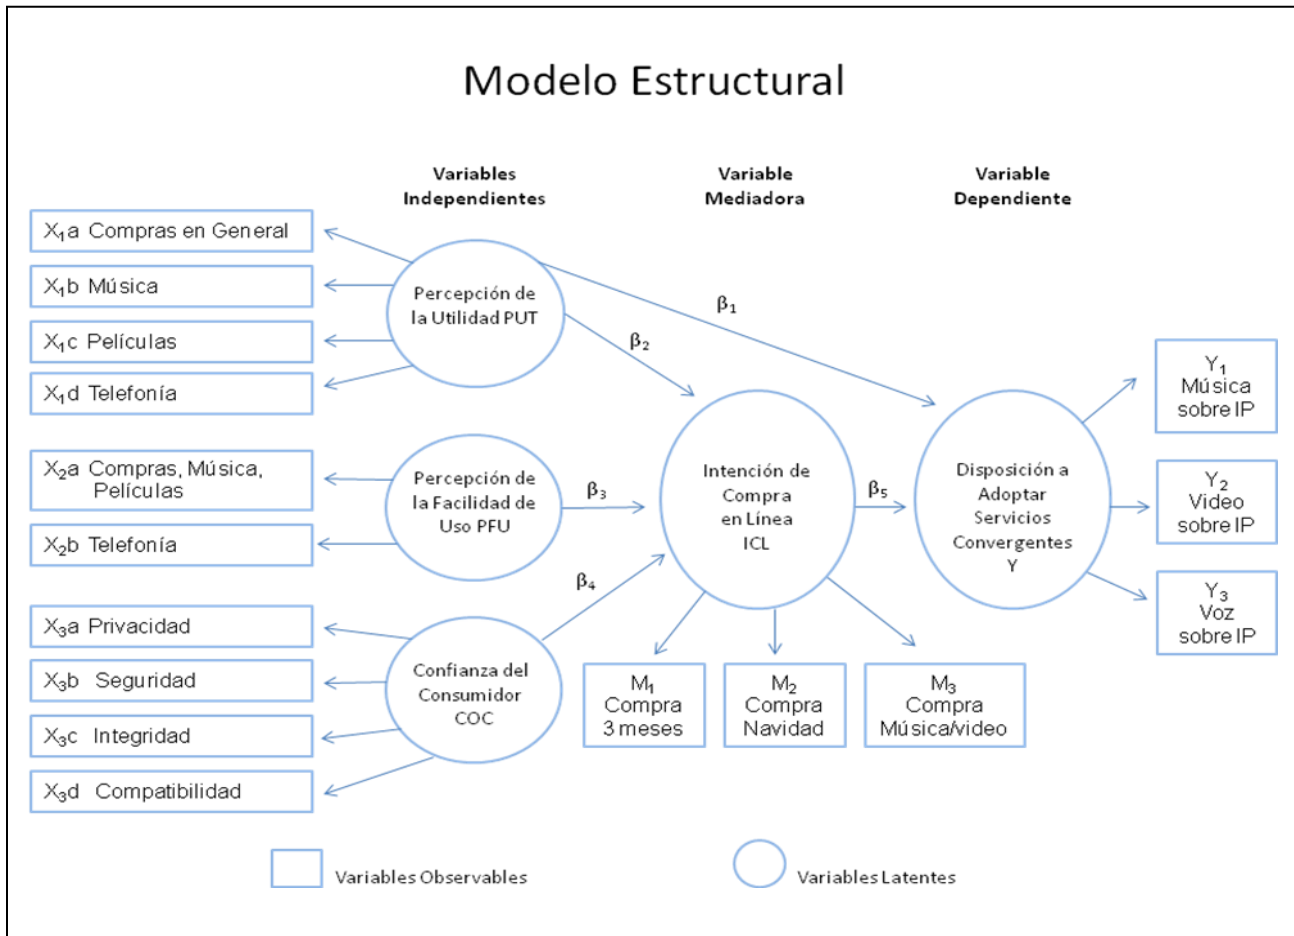 Modelo Estructural
Variables
Independientes
Variable
Mediadora
Variable
Dependiente
X₁a Compras en General
X₁b Música
X₁c Películas
X₁d Telefonía
Percepción de
la Utilidad PUT
β₁
β₂
X₂a Compras, Música,
Películas
X₂b Telefonía
Percepción de
la Facilidad de
Uso PFU
β₃
β₄
X₃a Privacidad
X₃b Seguridad
X₃c Integridad
X₃d Compatibilidad
Confianza del
Consumidor
COC
Intención de
Compra
en Línea
ICL
β₅
Disposición a
Adoptar
Servicios
Convergentes
Y
Y₁
Música
sobre IP
Y₂
Video
sobre IP
Y₃
Voz
sobre IP
M₁
Compra
3 meses
M₂
Compra
Navidad
M₃
Compra
Música/video
Variables Observables
Variables Latentes